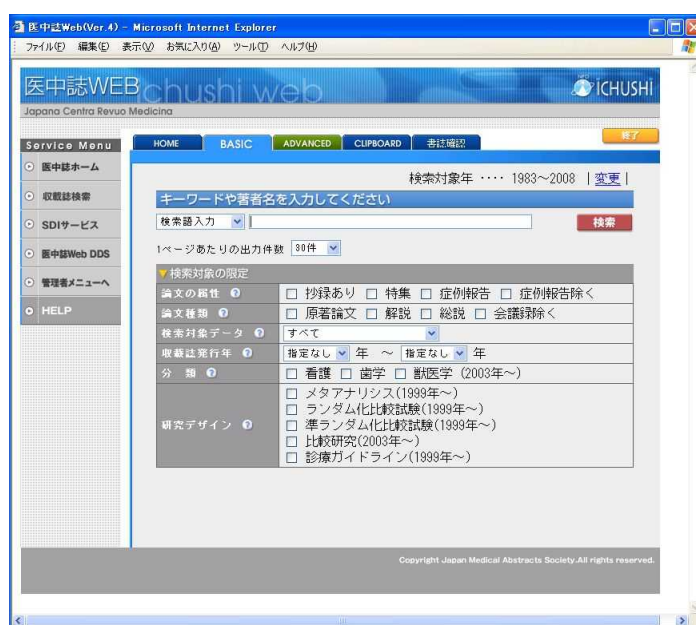 医中誌Web(Ver.4) - Microsoft Internet Explorer
ファイル(F) 編集(E) 表示(V) お気に入り(A) ツール(T) ヘルプ(H)
医中誌WEB
ichushi web
ICHUSHI
Japana Centra Revuo Medicina
終了
Service Menu
HOME BASIC ADVANCED CLIPBOARD 書誌確認
医中誌ホーム
収載誌検索
SDIサービス
医中誌Web DDS
管理者メニューへ
HELP
検索対象年 ‥‥ 1983～2008 | 変更 |
キーワードや著者名を入力してください
検索語入力 検索
1ページあたりの出力件数 30件
▼検索対象の限定
論文の属性 ? 抄録あり 特集 症例報告 症例報告除く
論文種類 ? 原著論文 解説 総説 会議録除く
検索対象データ ? すべて
収載誌発行年 ? 指定なし 年 ～ 指定なし 年
分 類 ? 看護 歯学 獣医学 (2003年～)
研究デザイン ?
メタアナリシス(1999年～)
ランダム化比較試験(1999年～)
準ランダム化比較試験(1999年～)
比較研究(2003年～)
診療ガイドライン(1999年～)
Copyright Japan Medical Abstracts Society.All rights reserved.